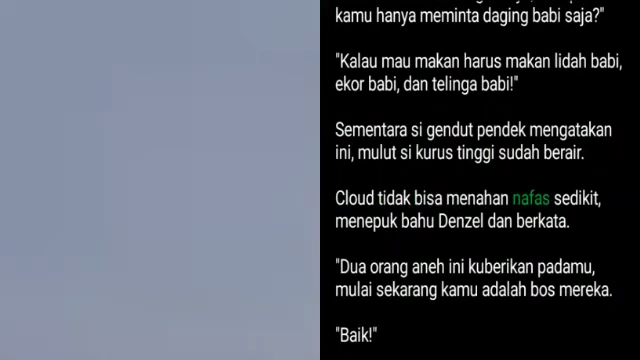 kamu hanya meminta daging babi saja?"
"Kalau mau makan harus makan lidah babi,
ekor babi, dan telinga babi!"
Sementara si gendut pendek mengatakan
ini, mulut si kurus tinggi sudah berair.
Cloud tidak bisa menahan nafas sedikit,
menepuk bahu Denzel dan berkata.
"Dua orang aneh ini kuberikan padamu,
mulai sekarang kamu adalah bos mereka.
"Baik!"